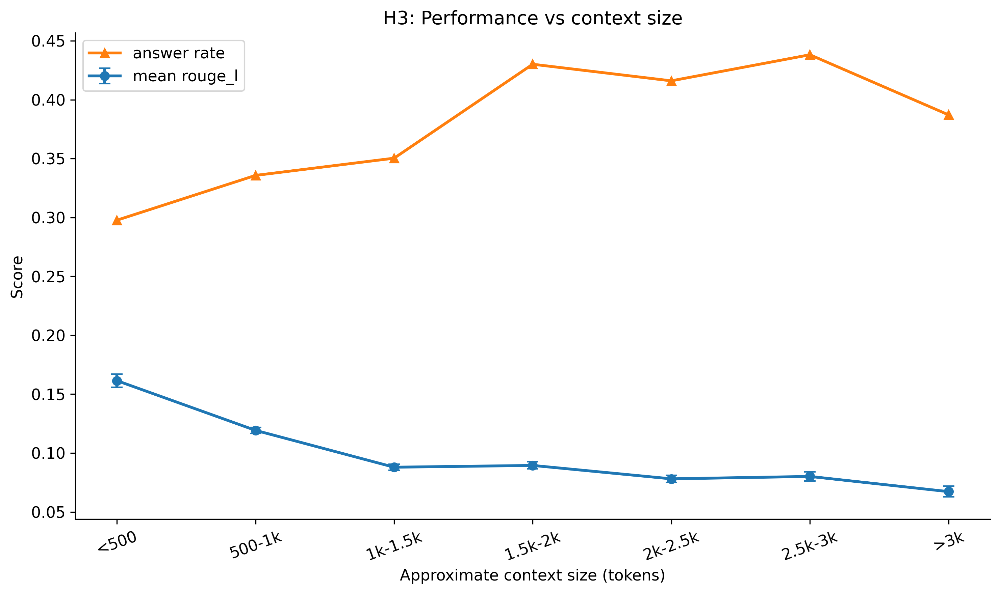 H3: Performance vs context size
answer rate
mean rouge_l
0.45
0.40
0.35
0.30
0.25
0.20
0.15
0.10
0.05
Score
<500
500-1k
1k-1.5k
1.5k-2k
2k-2.5k
2.5k-3k
>3k
Approximate context size (tokens)